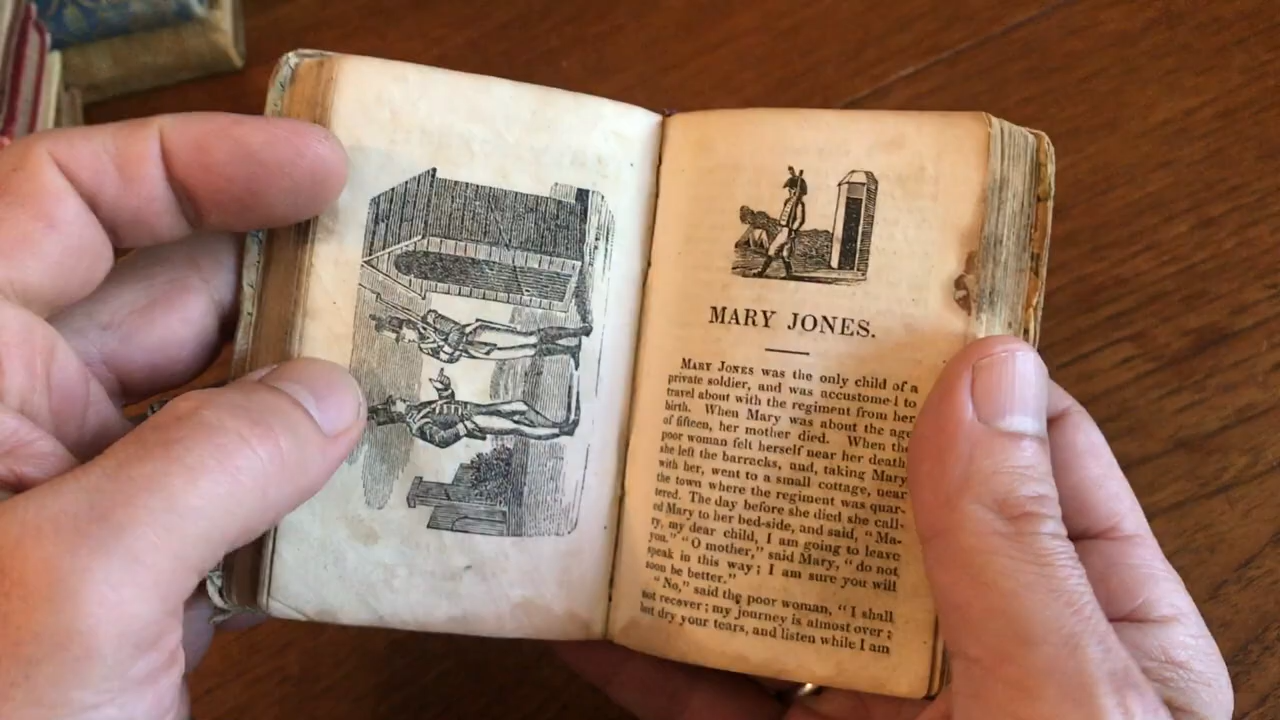 MARY JONES.
MARY JONES was the only child of a
private soldier, and was accustome-l to
travel about with the regiment from her
birth. When Mary was about the age
of fifteen, her mother died. When the
poor woman felt herself near her death
she left the barracks, and, taking Mary
with her, went to a small cottage, near
the town where the regiment was quar-
tered. The day before she died she call-
ed Mary to her bed-side, and said, “ Ma-
ry, my dear child, I am going to leave
you.” “O mother,” said Mary, “ do not
speak in this way; I am sure you will
soon be better.”
“ No,” said the poor woman, “ I shall
not recover; my journey is almost over;
but dry your tears, and listen while I am